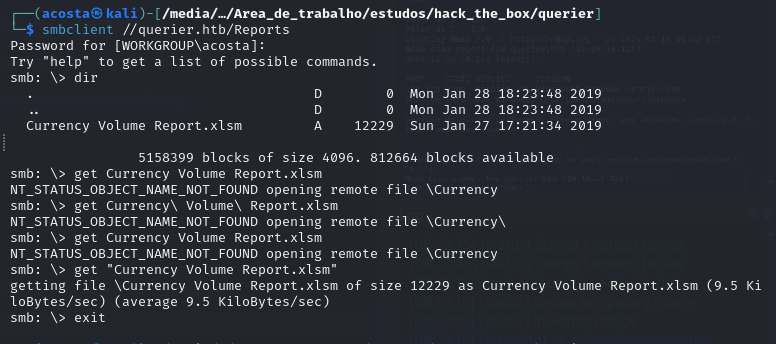 ┌──(acosta㉿kali)-[/media/…/Area_de_trabalho/estudos/hack_the_box/querier]
└─$ smbclient //querier.htb/Reports
Password for [WORKGROUP\acosta]:
Try "help" to get a list of possible commands.
smb: \> dir
  .                                   D        0  Mon Jan 28 18:23:48 2019
  ..                                  D        0  Mon Jan 28 18:23:48 2019
  Currency Volume Report.xlsm         A    12229  Sun Jan 27 17:21:34 2019
                5158399 blocks of size 4096. 812664 blocks available
smb: \> get Currency Volume Report.xlsm
NT_STATUS_OBJECT_NAME_NOT_FOUND opening remote file \Currency
smb: \> get Currency\ Volume\ Report.xlsm
NT_STATUS_OBJECT_NAME_NOT_FOUND opening remote file \Currency\
smb: \> get Currency Volume Report.xlsm
NT_STATUS_OBJECT_NAME_NOT_FOUND opening remote file \Currency
smb: \> get "Currency Volume Report.xlsm"
getting file \Currency Volume Report.xlsm of size 12229 as Currency Volume Report.xlsm (9.5 Ki
loBytes/sec) (average 9.5 KiloBytes/sec)
smb: \> exit